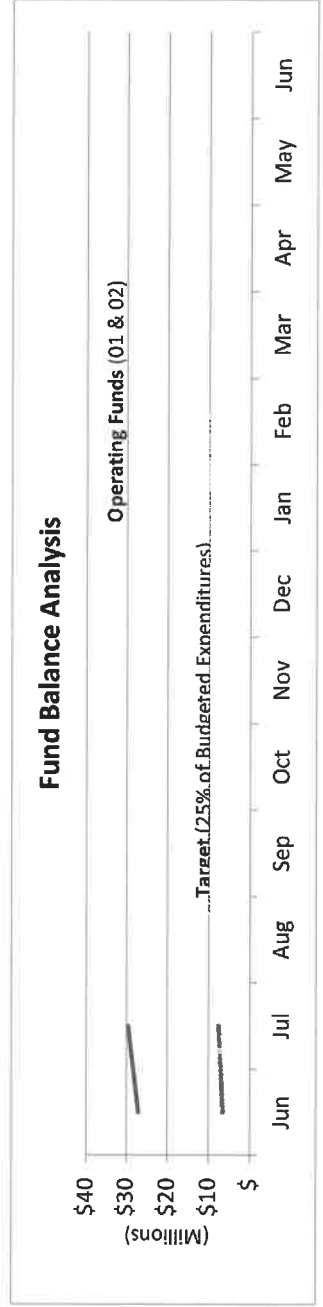 Fund Balance Analysis
$40
$30
$20
$10
$
(Millions)
Operating Funds (01 & 02)
Target (25% of Budgeted Expenditures)
Jun Jul Aug Sep Oct Nov Dec Jan Feb Mar Apr May Jun